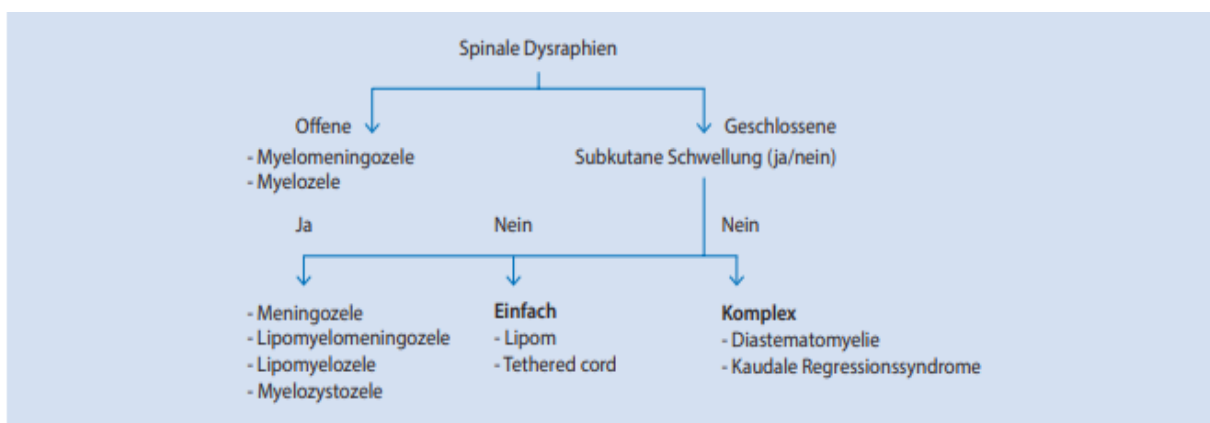 Spinale Dysraphien
Offene
- Myelomeningozele
- Myelozele
Geschlossene
Subkutane Schwellung (ja/nein)
Ja
Nein
Nein
- Meningozele
- Lipomyelomeningozele
- Lipomyelozele
- Myelozystozele
Einfach
- Lipom
- Tethered cord
Komplex
- Diastematomyelie
- Kaudale Regressionssyndrome